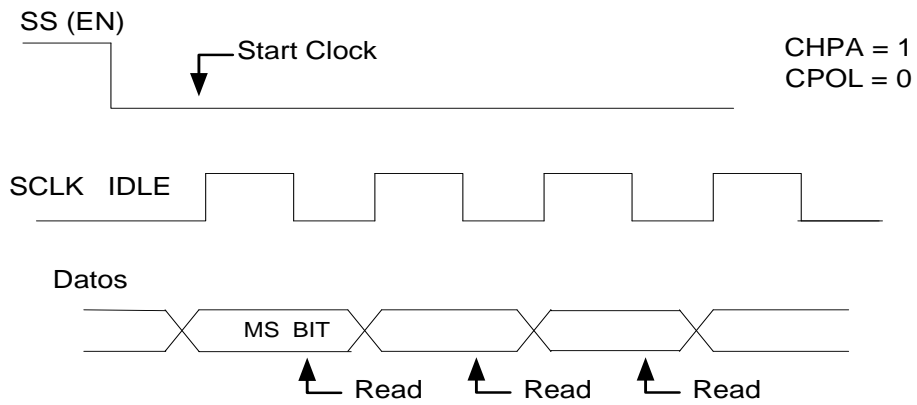 SS (EN)
Start Clock
CHPA = 1
CPOL = 0
SCLK IDLE
Datos
MS BIT
Read
Read
Read